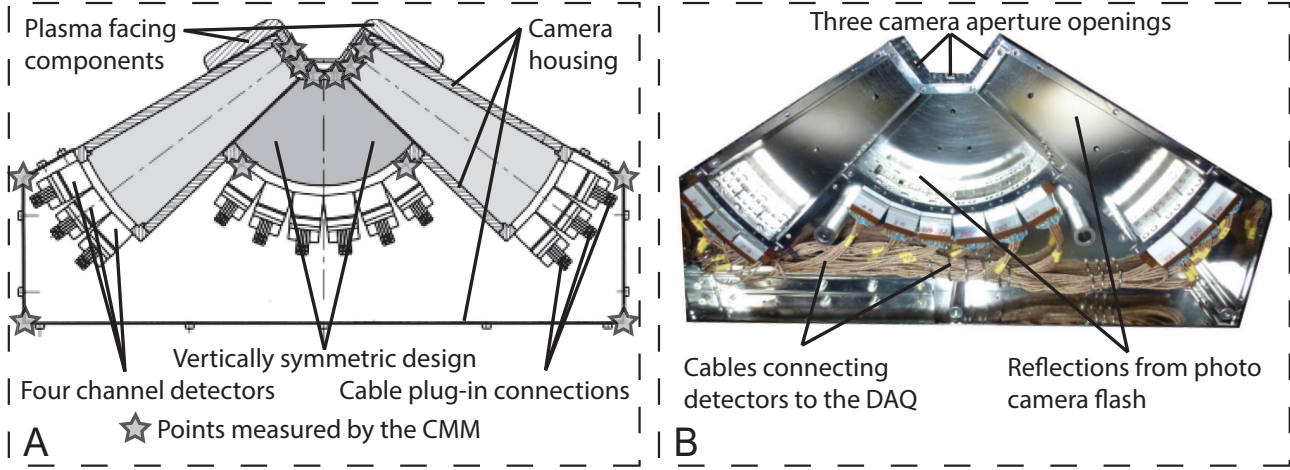 Plasma facing
components
Camera
housing
Vertically symmetric design
Four channel detectors
Cable plug-in connections
Points measured by the CMM
A
Three camera aperture openings
Cables connecting
detectors to the DAQ
Reflections from photo
camera flash
B